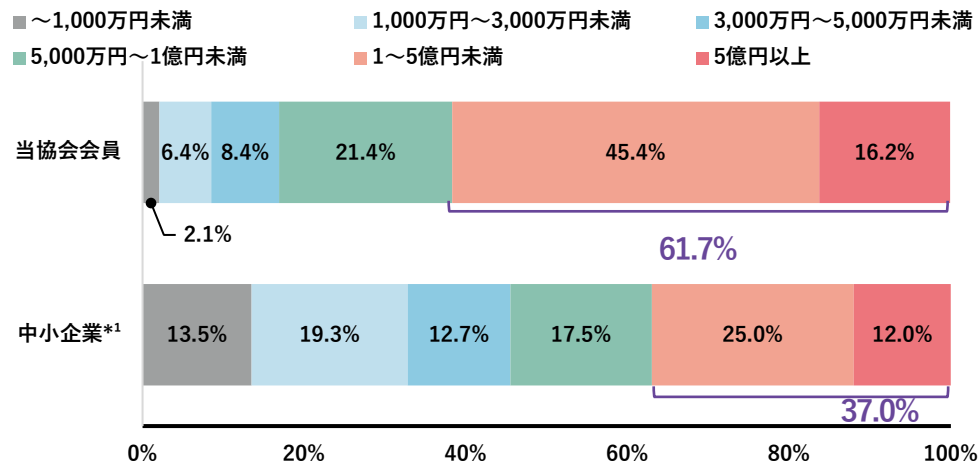 ～1,000万円未満 1,000万円～3,000万円未満 3,000万円～5,000万円未満
5,000万円～1億円未満 1～5億円未満 5億円以上
当協会会員 6.4% 8.4% 21.4% 45.4% 16.2%
2.1%
61.7%
中小企業*1 13.5% 19.3% 12.7% 17.5% 25.0% 12.0%
37.0%
0% 20% 40% 60% 80% 100%